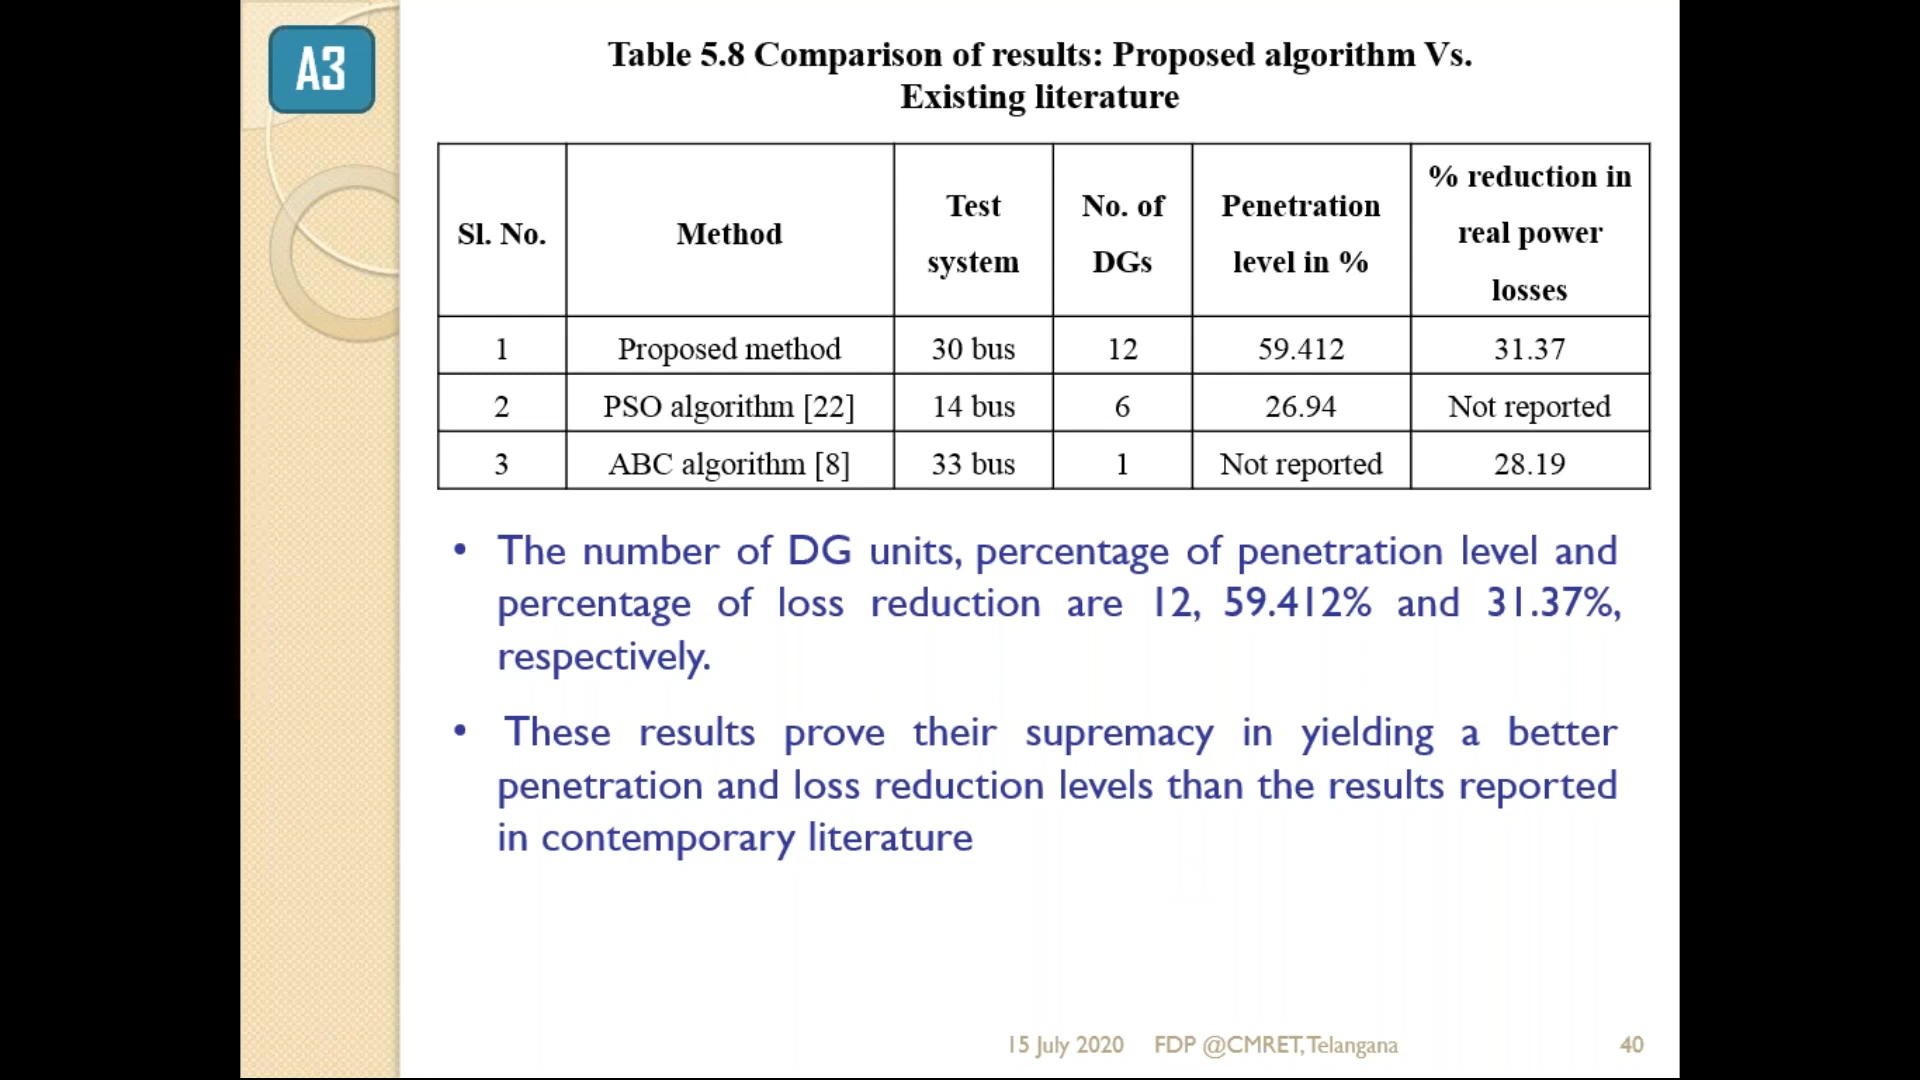 A3
Table 5.8 Comparison of results: Proposed algorithm Vs.
Existing literature
Sl. No. Method Test system No. of DGs Penetration level in % % reduction in real power losses
1 Proposed method 30 bus 12 59.412 31.37
2 PSO algorithm [22] 14 bus 6 26.94 Not reported
3 ABC algorithm [8] 33 bus 1 Not reported 28.19
• The number of DG units, percentage of penetration level and
percentage of loss reduction are 12, 59.412% and 31.37%,
respectively.
• These results prove their supremacy in yielding a better
penetration and loss reduction levels than the results reported
in contemporary literature
15 July 2020 FDP @CMRET,Telangana 40